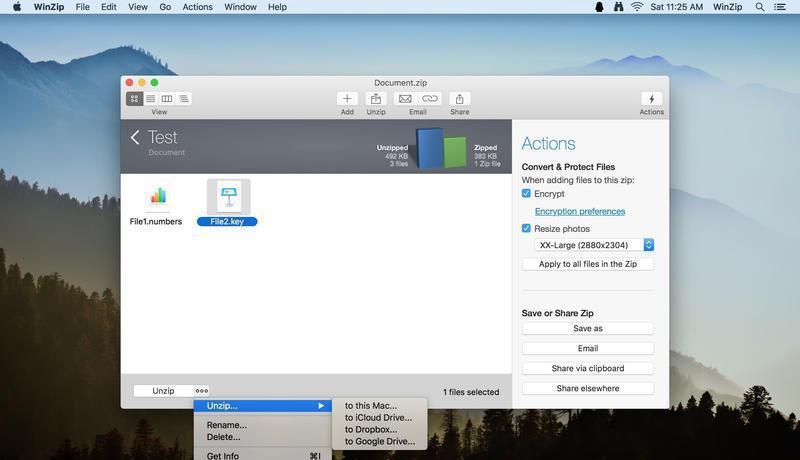 WinZip File Edit View Go Actions Window Help Sat 11:25 AM WinZip
Document.zip
View Add Unzip Email Share Actions
Test
Document
Unzipped
492 KB
3 files
Zipped
383 KB
1 Zip file
File1.numbers
File2.key
Actions
Convert & Protect Files
When adding files to this zip:
Encrypt
Encryption preferences
Resize photos
XX-Large (2880x2304)
Apply to all files in the Zip
Save or Share Zip
Save as
Email
Share via clipboard
Share elsewhere
Unzip
1 files selected
Unzip...
Rename...
Delete...
Get Info ⌘I
to this Mac...
to iCloud Drive...
to Dropbox...
to Google Drive...